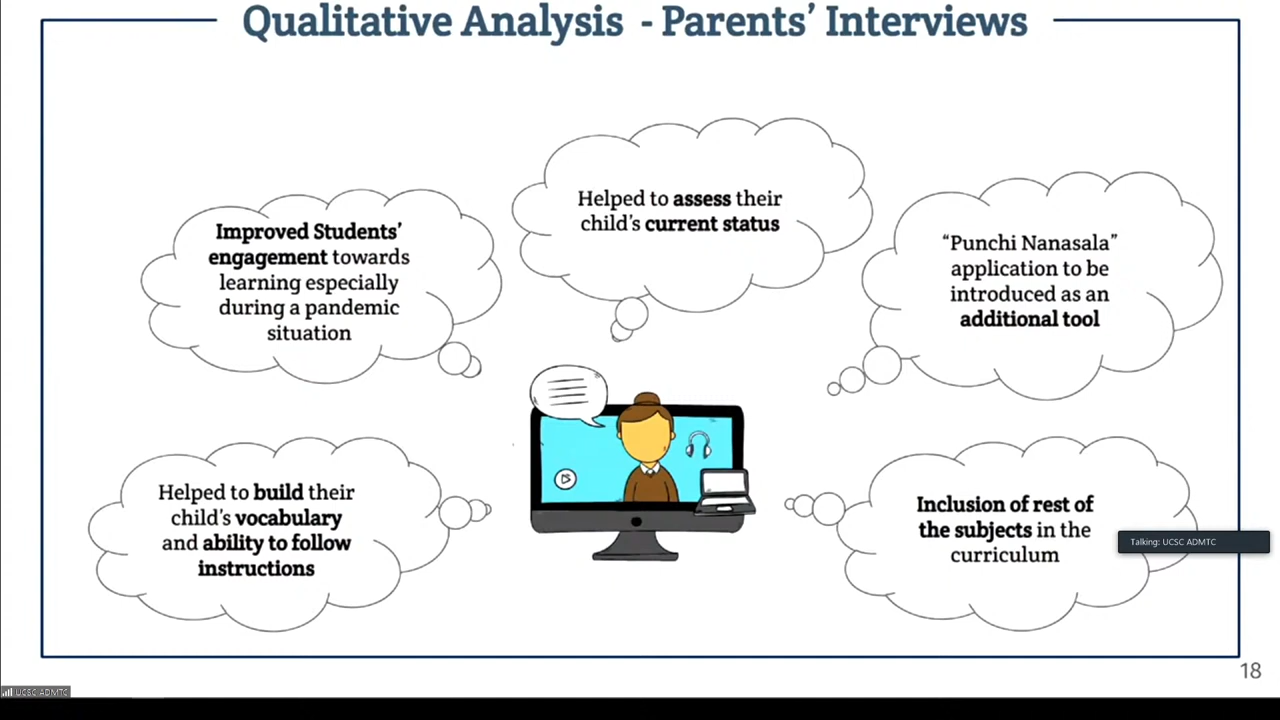 Qualitative Analysis - Parents’ Interviews
Helped to assess their
child’s current status
Improved Students’
engagement towards
learning especially
during a pandemic
situation
“Punchi Nanasala”
application to be
introduced as an
additional tool
Helped to build their
child’s vocabulary
and ability to follow
instructions
Inclusion of rest of
the subjects in the
curriculum
Talking: UCSC ADMTC
18
UCSC ADMTC